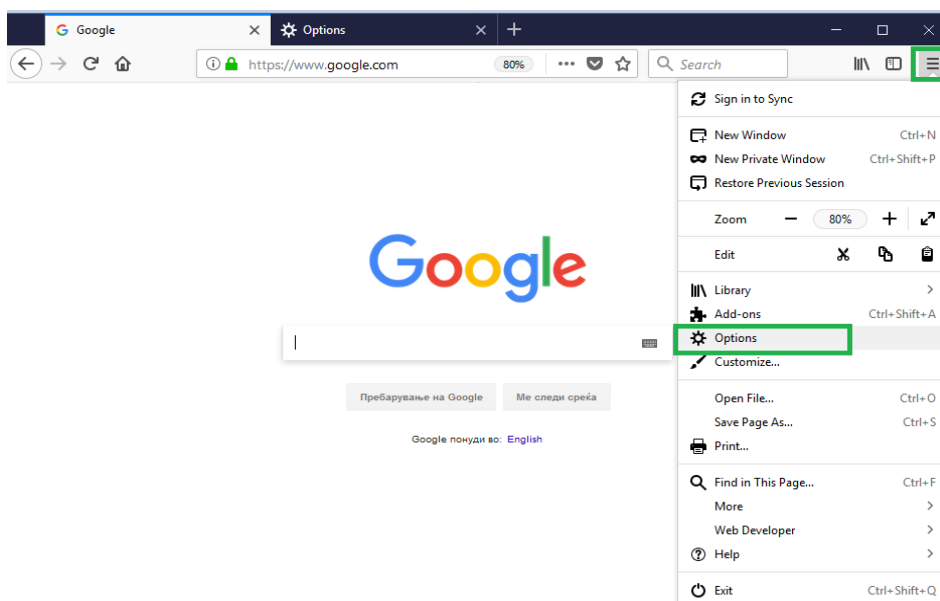 Google
Options
https://www.google.com
80%
Search
Sign in to Sync
New Window Ctrl+N
New Private Window Ctrl+Shift+P
Restore Previous Session
Zoom 80%
Edit
Library
Add-ons Ctrl+Shift+A
Options
Customize...
Open File... Ctrl+O
Save Page As... Ctrl+S
Print...
Find in This Page... Ctrl+F
More
Web Developer
Help
Exit Ctrl+Shift+Q
Google
Пребарување на Google
Ме следи среќа
Google понуди во: English